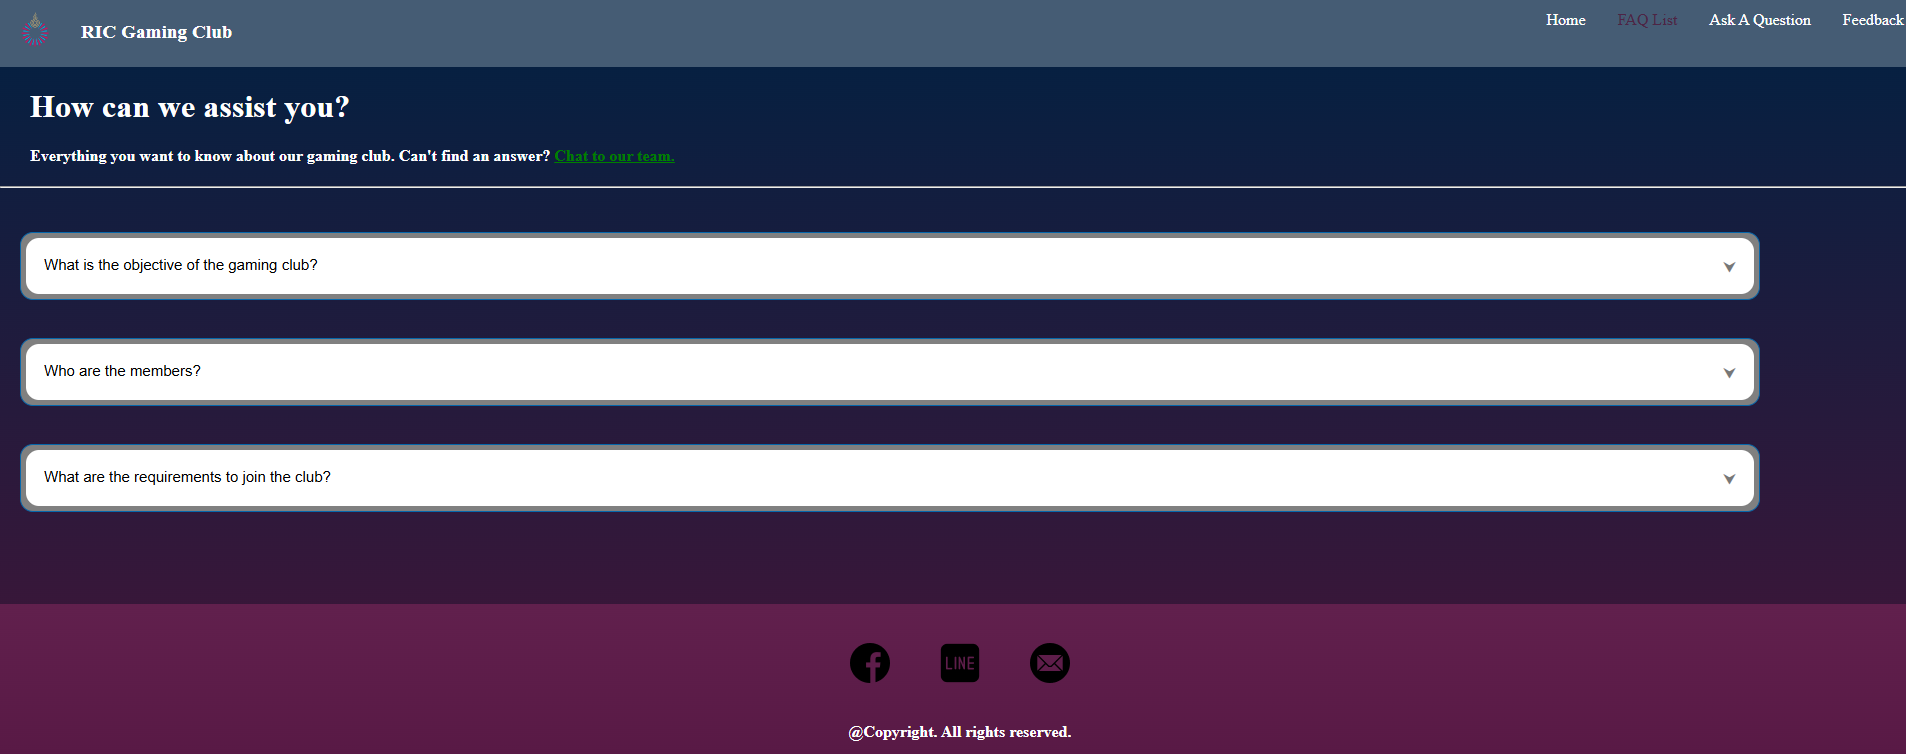 RIC Gaming Club
Home FAQ List Ask A Question Feedback
How can we assist you?
Everything you want to know about our gaming club. Can't find an answer? Chat to our team.
What is the objective of the gaming club?
Who are the members?
What are the requirements to join the club?
LINE
@Copyright. All rights reserved.